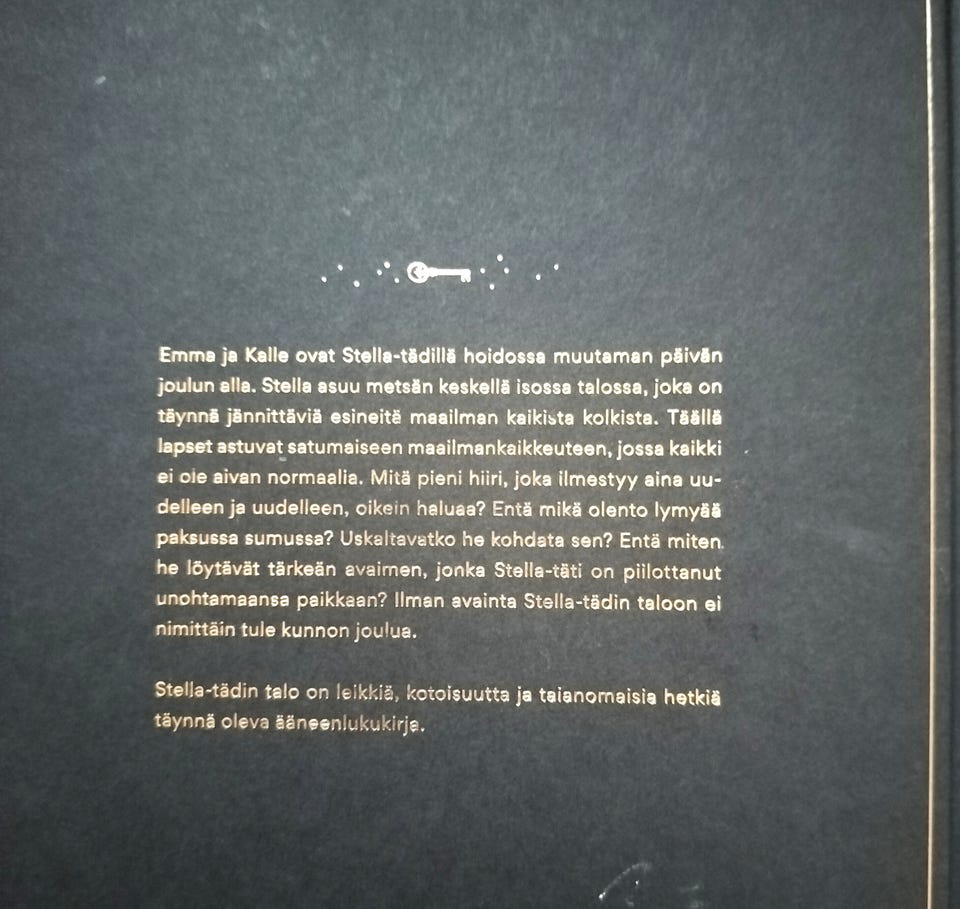 Emma ja Kalle ovat Stella-tädillä hoidossa muutaman päivän
joulun alla. Stella asuu metsän keskellä isossa talossa, joka on
täynnä jännittäviä esineitä maailman kaikista kolkista. Täällä
lapset astuvat satumaiseen maailmankaikkeuteen, jossa kaikki
ei ole aivan normaalia. Mitä pieni hiiri, joka ilmestyy aina uu-
delleen ja uudelleen, oikein haluaa? Entä mikä olento lymyää
paksussa sumussa? Uskaltavatko he kohdata sen? Entä miten
he löytävät tärkeän avaimen, jonka Stella-täti on piilottanut
unohtamaansa paikkaan? Ilman avainta Stella-tädin taloon ei
nimittäin tule kunnon joulua.
Stella-tädin talo on leikkiä, kotoisuutta ja taianomaisia hetkiä
täynnä oleva ääneenlukukirja.